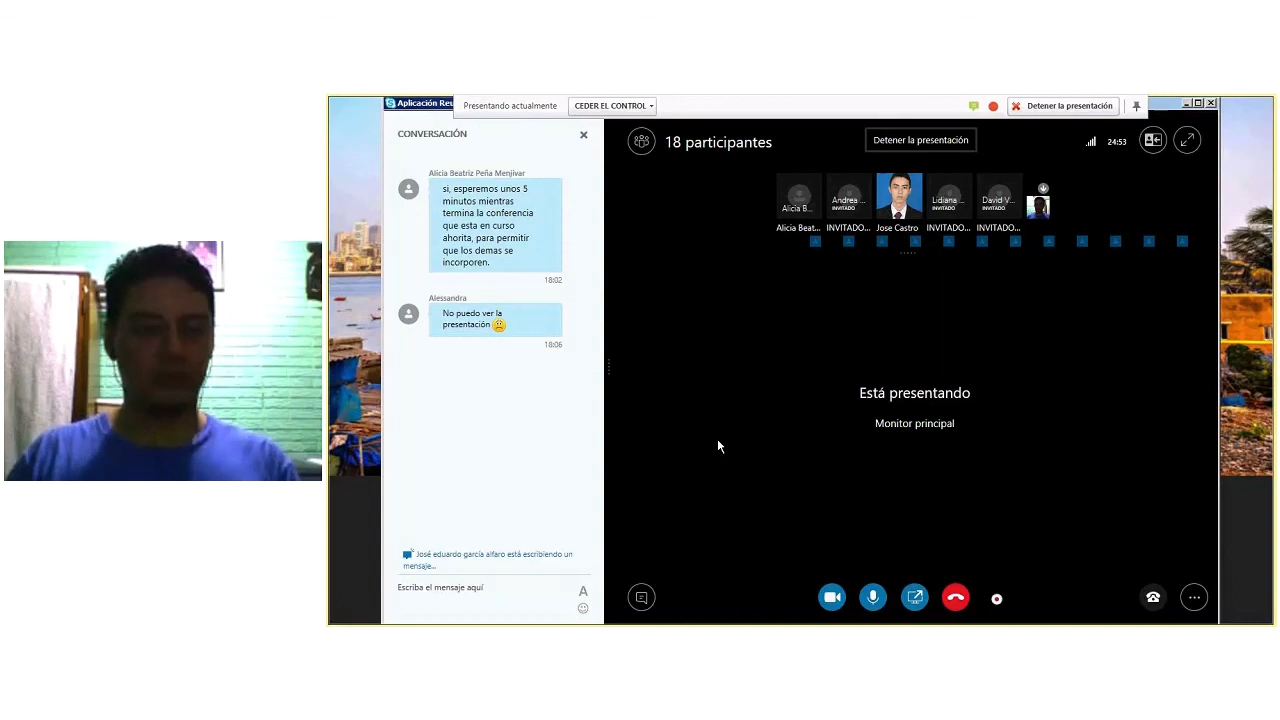 Aplicación Reu
Presentando actualmente
CEDER EL CONTROL
Detener la presentación
CONVERSACIÓN
18 participantes
Detener la presentación
24:53
Alicia Beatriz Peña Menjívar
si, esperemos unos 5
minutos mientras
termina la conferencia
que esta en curso
ahorita, para permitir
que los demas se
incorporen.
18:02
Alessandra
No puedo ver la
presentación
18:06
Alicia B...
Andrea ...
INVITADO
Lidiana ...
INVITADO
David V...
INVITADO
Alicia Beat...
INVITADO...
Jose Castro
INVITADO...
INVITADO...
Está presentando
Monitor principal
José eduardo garcía alfaro está escribiendo un
mensaje...
Escriba el mensaje aquí
A